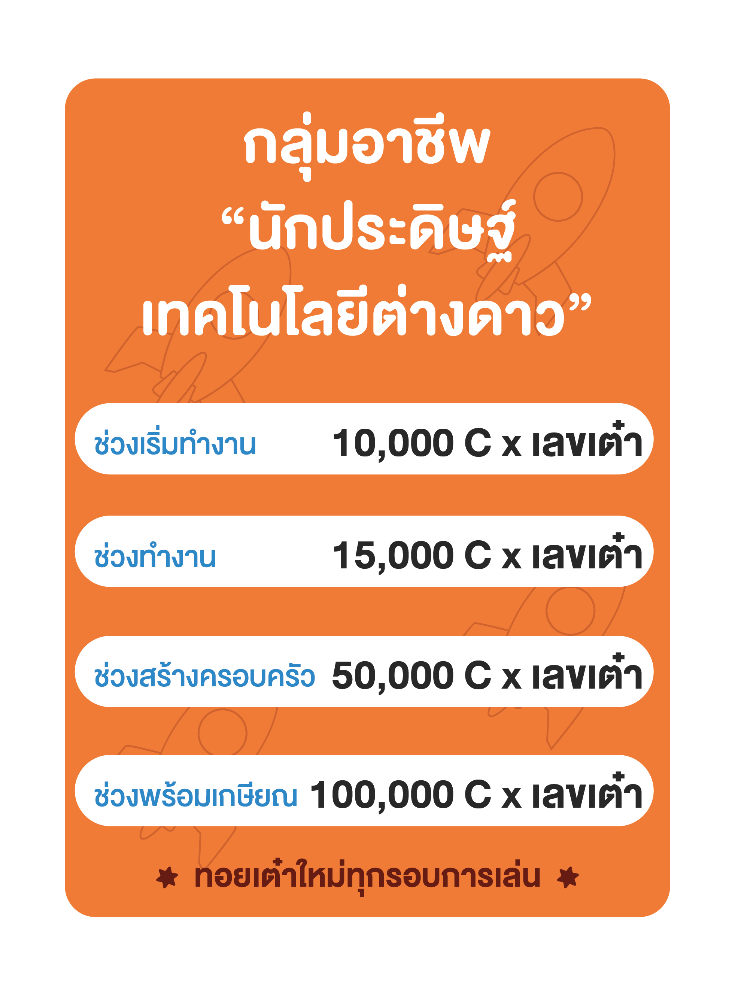 กลุ่มอาชีพ
“นักประดิษฐ์
เทคโนโลยีต่างดาว”
ช่วงเริ่มทำงาน 10,000 C x เลขเต๋า
ช่วงทำงาน 15,000 C x เลขเต๋า
ช่วงสร้างครอบครัว 50,000 C x เลขเต๋า
ช่วงพร้อมเกษียณ 100,000 C x เลขเต๋า
ทอยเต๋าใหม่ทุกรอบการเล่น